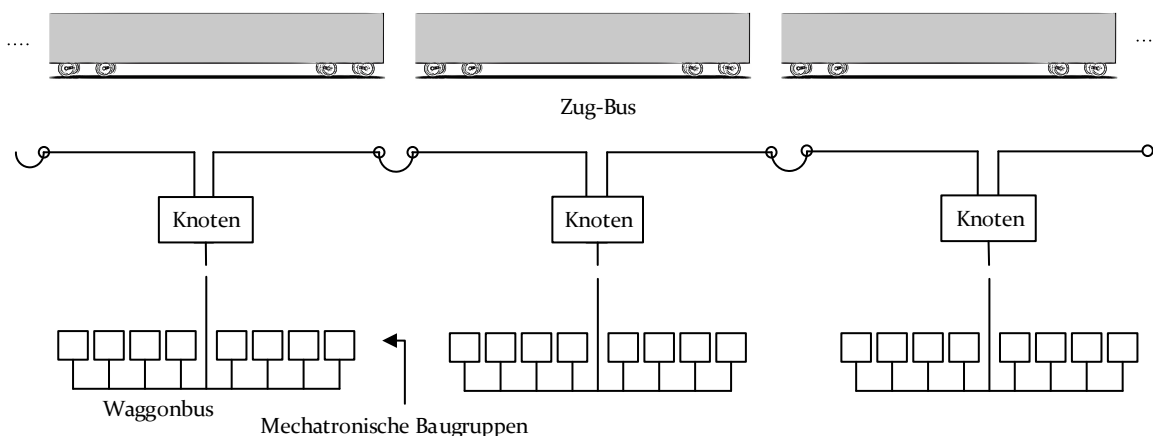 ....
...
Zug-Bus
Knoten
Knoten
Knoten
Waggonbus
Mechatronische Baugruppen